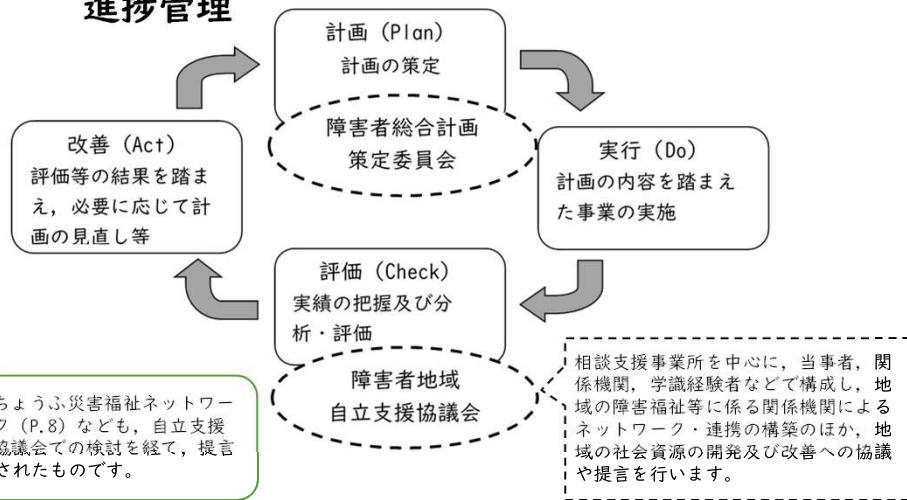 進捗管理
計画（Plan）
計画の策定
障害者総合計画
策定委員会
実行（Do）
計画の内容を踏まえ
た事業の実施
評価（Check）
実績の把握及び分
析・評価
障害者地域
自立支援協議会
改善（Act）
評価等の結果を踏ま
え，必要に応じて計
画の見直し等
相談支援事業所を中心に，当事者，関
係機関，学識経験者などで構成し，地
域の障害福祉等に係る関係機関による
ネットワーク・連携の構築のほか，地
域の社会資源の開発及び改善への協議
や提言を行います。
ちょうふ災害福祉ネットワー
ク（P.8）なども，自立支援
協議会での検討を経て，提言
されたものです。